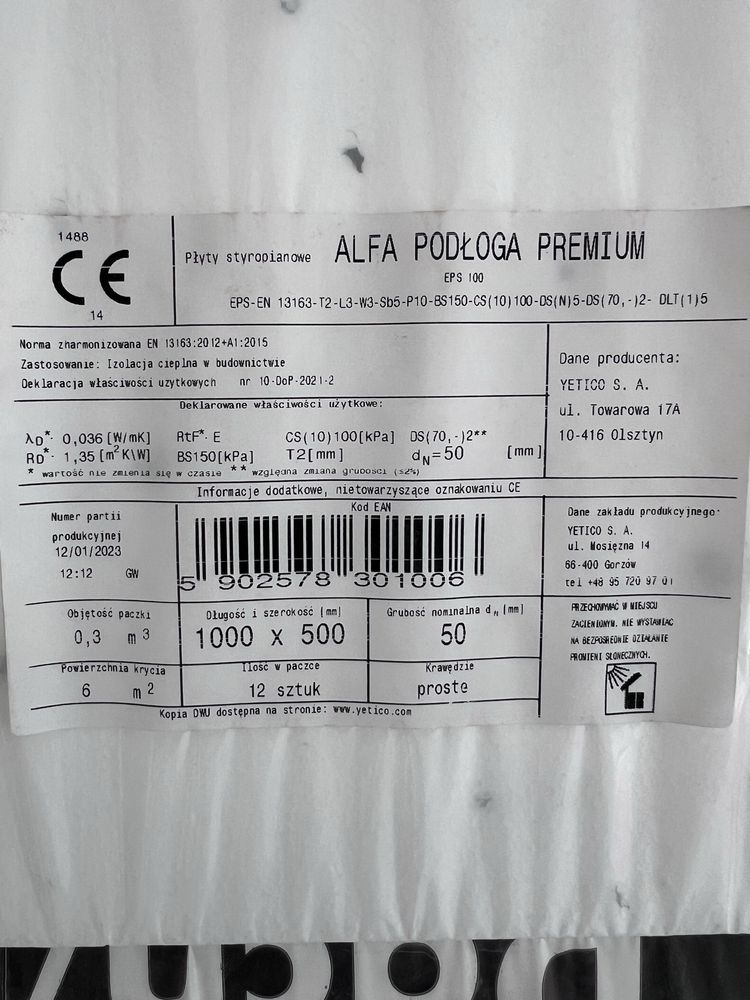 1488
CE
14
Płyty styropianowe ALFA PODŁOGA PREMIUM
EPS 100
EPS-EN 13163-T2-L3-W3-Sb5-P10-BS150-CS(10)100-DS(N)5-DS(70,-)2- DLT(1)5
Norma zharmonizowana EN 13163:2012+A1:2015
Zastosowanie: Izolacja cieplna w budownictwie
Deklaracja właściwości użytkowych nr 10-DoP-2021-2
Dane producenta:
YETICO S. A.
ul. Towarowa 17A
10-416 Olsztyn
Deklarowane właściwości użytkowe:
λD*· 0,036 [W/mK] RtF*· E CS(10)100[kPa] DS(70,-)2**
RD*· 1,35 [m²K\W] BS150[kPa] T2[mm] dN=50 [mm]
* wartość nie zmienia się w czasie ** względna zmiana grubości (≤2%)
Informacje dodatkowe, nietowarzyszące oznakowaniu CE
Numer partii
produkcyjnej
12/01/2023
12:12 GW
Kod EAN
5 902578 301006
Dane zakładu produkcyjnego·
YETICO S. A.
ul. Mosiężna 14
66-400 Gorzów
tel +48 95 720 97 01
Objętość paczki
0,3 m³
Długość i szerokość [mm]
1000 x 500
Grubość nominalna dN [mm]
50
PRZECHOWYWAĆ W MIEJSCU
ZACIENIONYM. NIE WYSTAWIAĆ
NA BEZPOŚREDNIE DZIAŁANIE
PROMIENI SŁONECZNYCH.
Powierzchnia krycia
6 m²
Ilość w paczce
12 sztuk
Krawędzie
proste
Kopia DWU dostępna na stronie: www.yetico.com